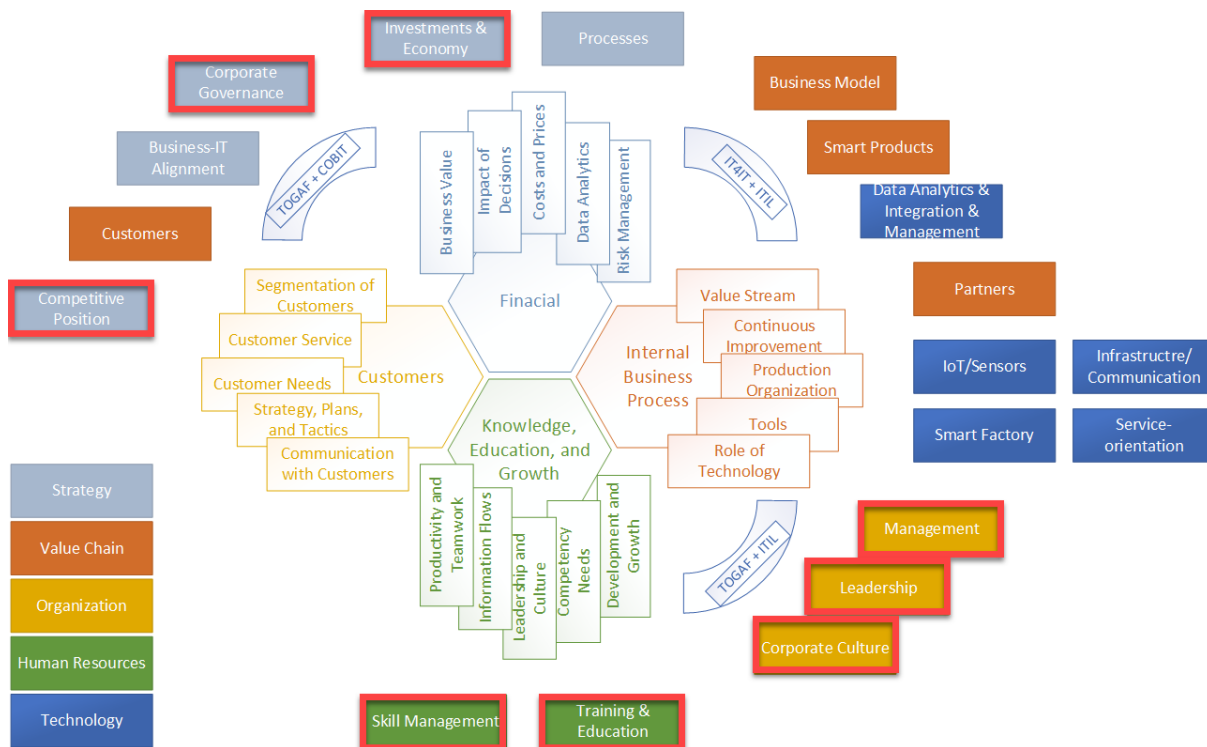 Investments &
Economy
Processes
Corporate
Governance
Business Model
Business-IT
Alignment
Smart Products
TOGAF + COBIT
IT4IT + ITIL
Business Value
Impact of
Decisions
Costs and Prices
Data Analytics
Risk Management
Data Analytics &
Integration &
Management
Customers
Competitive
Position
Partners
Finacial
Segmentation of
Customers
Customer Service
Customer Needs
Strategy, Plans,
and Tactics
Communication
with Customers
Customers
Internal
Business
Process
Value Stream
Continuous
Improvement
Production
Organization
Tools
Role of
Technology
IoT/Sensors
Infrastructre/
Communication
Smart Factory
Service-
orientation
Knowledge,
Education, and
Growth
Productivity and
Teamwork
Information Flows
Leadership and
Culture
Competency
Needs
Development and
Growth
TOGAF + ITIL
Management
Leadership
Corporate Culture
Strategy
Value Chain
Organization
Human Resources
Technology
Skill Management
Training &
Education